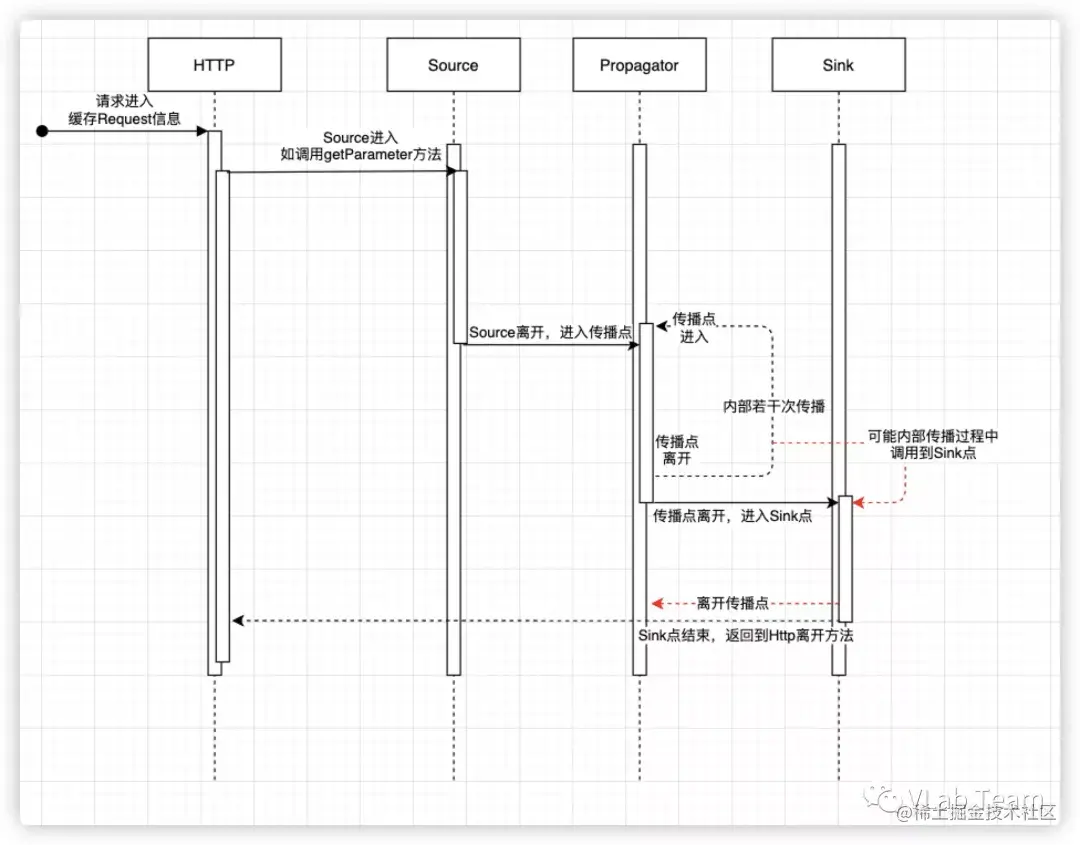 HTTP
Source
Propagator
Sink
请求进入
缓存Request信息
Source进入
如调用getParameter方法
Source离开，进入传播点
传播点
进入
内部若干次传播
传播点
离开
可能内部传播过程中
调用到Sink点
传播点离开，进入Sink点
离开传播点
Sink点结束，返回到Http离开方法
VLab Team
@稀土掘金技术社区